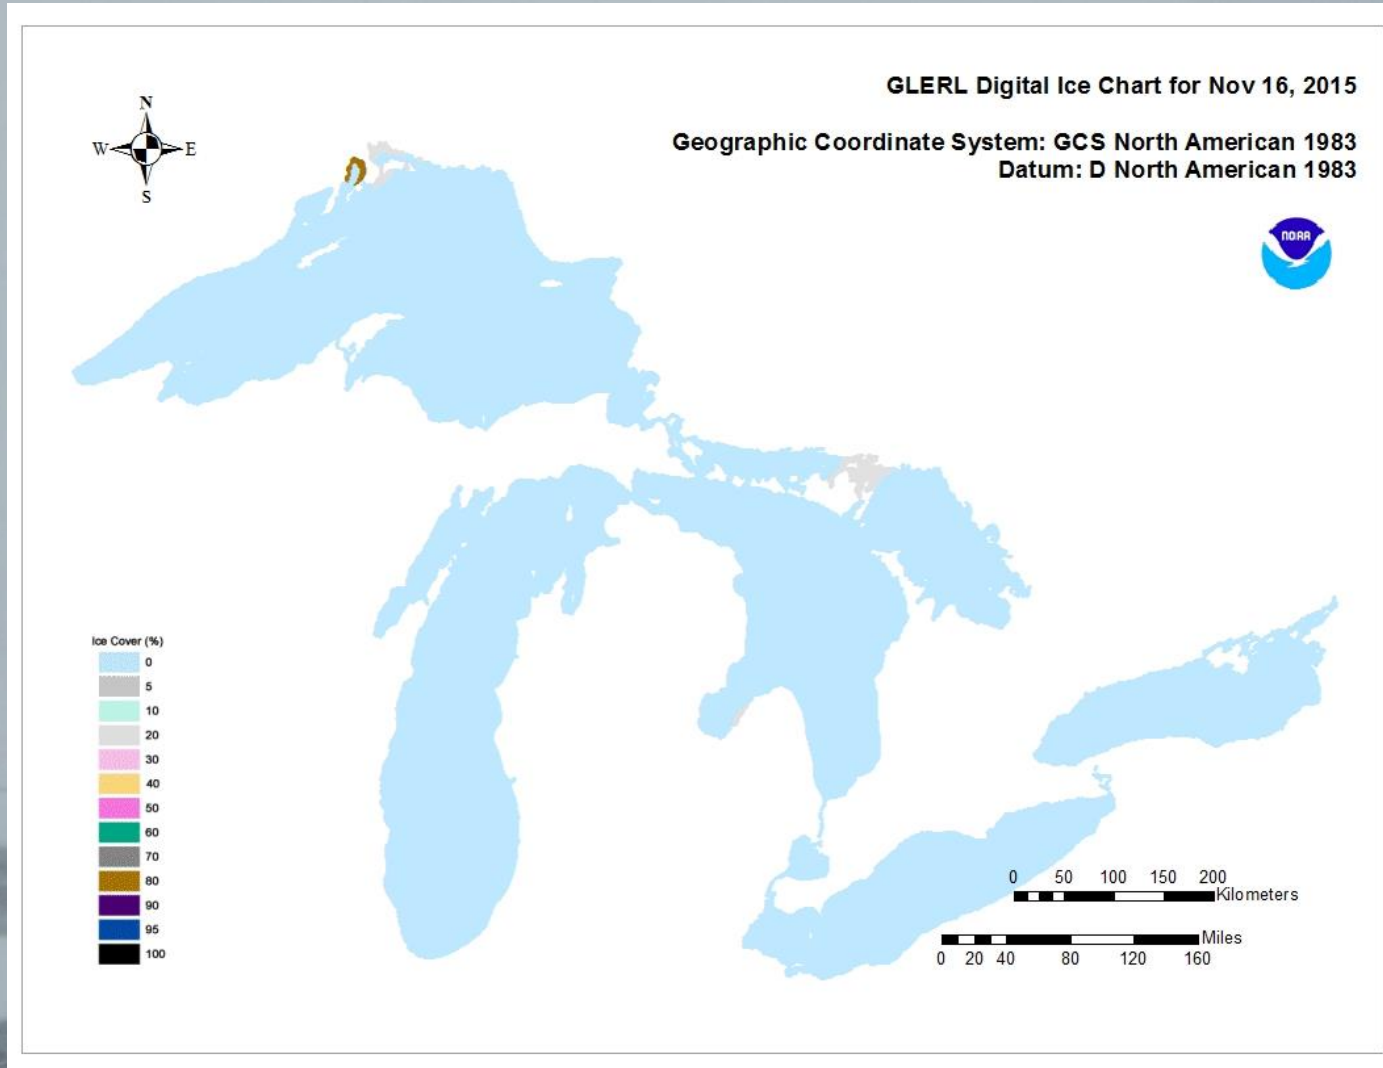 GLERL Digital Ice Chart for Nov 16, 2015
Geographic Coordinate System: GCS North American 1983
Datum: D North American 1983
N
W E
S
NOAA
Ice Cover (%)
0
5
10
20
30
40
50
60
70
80
90
95
100
0 50 100 150 200
Kilometers
Miles
0 20 40 80 120 160